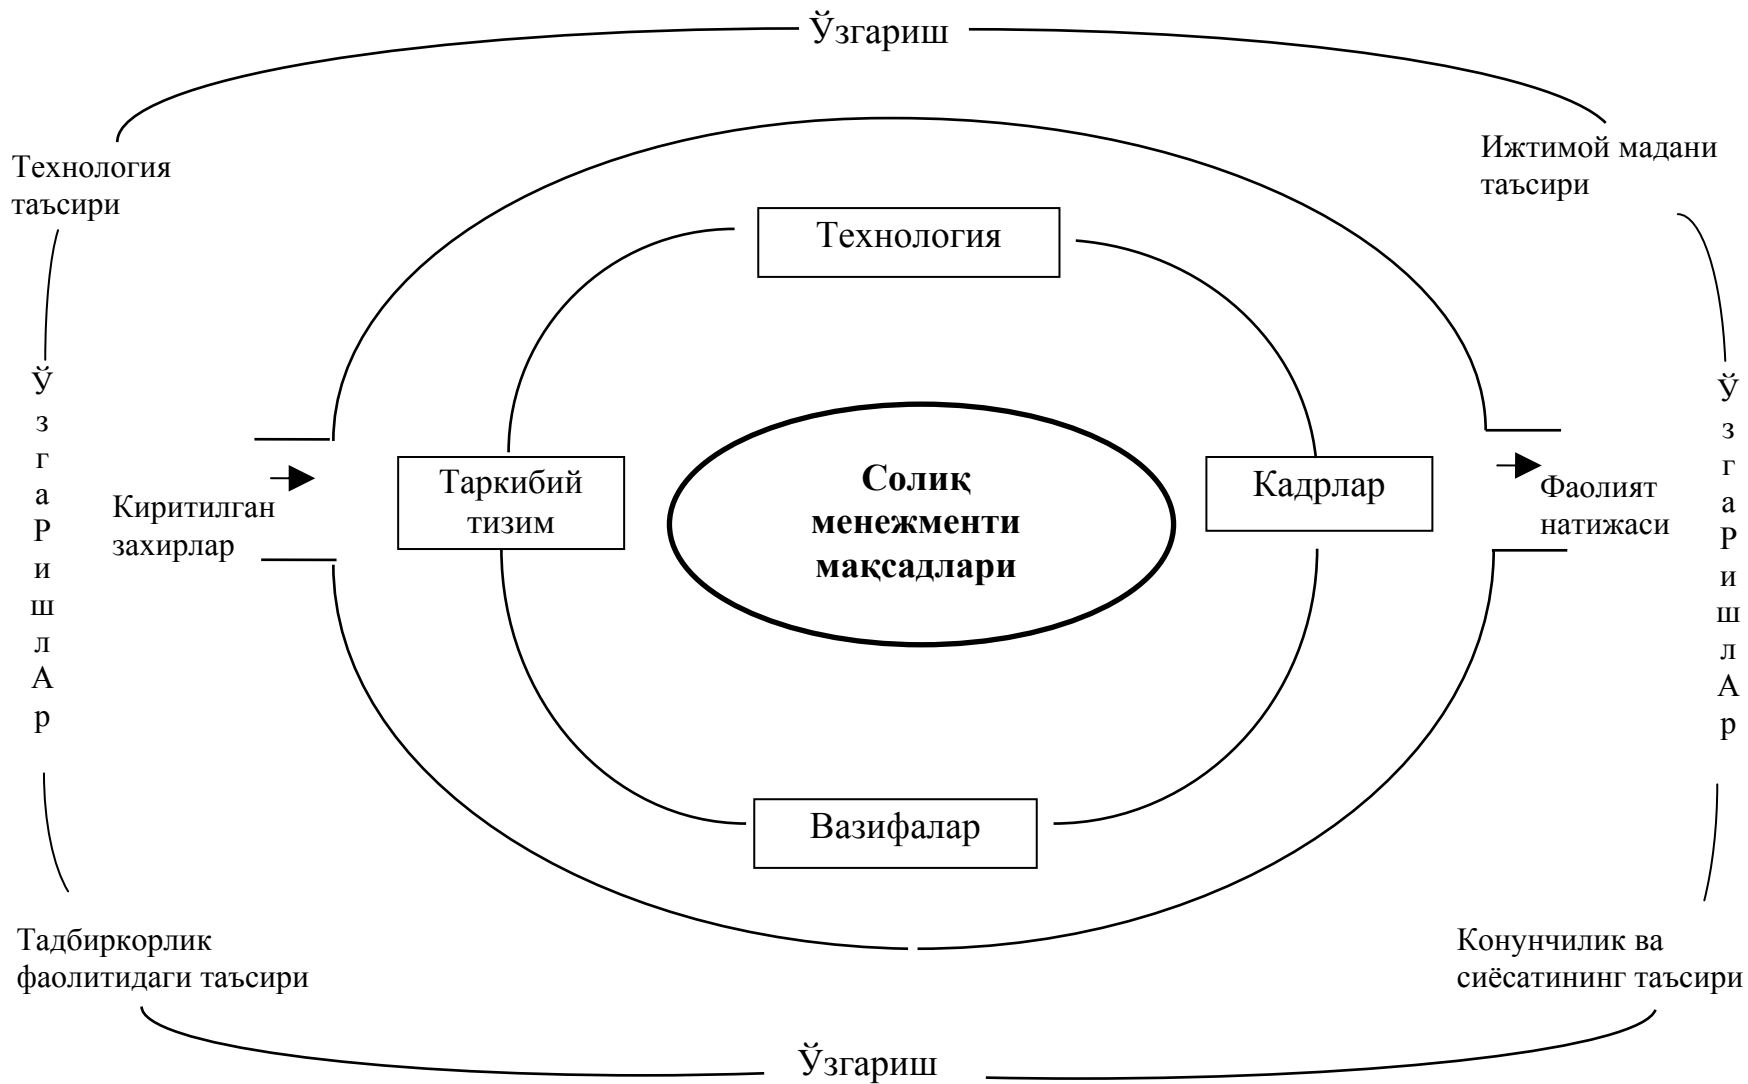 Ўзгариш
Технология
таъсири
Ижтимой мадани
таъсири
Технология
Ў
з
г
а
Р
и
ш
л
А
р
Киритилган
захирлар
Таркибий
тизим
Солиқ
менежменти
мақсадлари
Кадрлар
Фаолият
натижаси
Ў
з
г
а
Р
и
ш
л
А
р
Вазифалар
Тадбиркорлик
фаолитидаги таъсири
Конунчилик ва
сиёсатининг таъсири
Ўзгариш